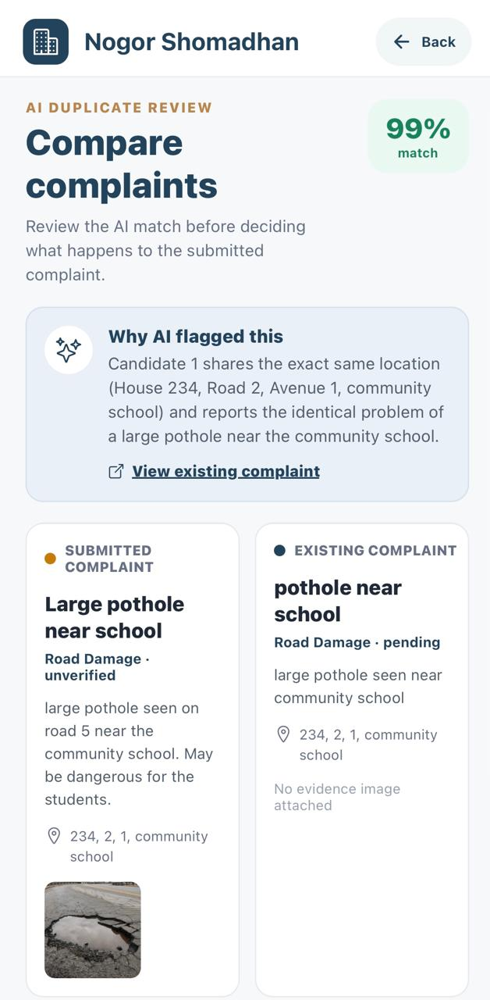 Nogor Shomadhan
Back
AI DUPLICATE REVIEW
Compare
complaints
99%
match
Review the AI match before deciding
what happens to the submitted
complaint.
Why AI flagged this
Candidate 1 shares the exact same location
(House 234, Road 2, Avenue 1, community
school) and reports the identical problem of
a large pothole near the community school.
View existing complaint
SUBMITTED
COMPLAINT
Large pothole
near school
Road Damage ·
unverified
large pothole seen on
road 5 near the
community school. May
be dangerous for the
students.
234, 2, 1, community
school
EXISTING COMPLAINT
pothole near
school
Road Damage · pending
large pothole seen near
community school
234, 2, 1, community
school
No evidence image
attached